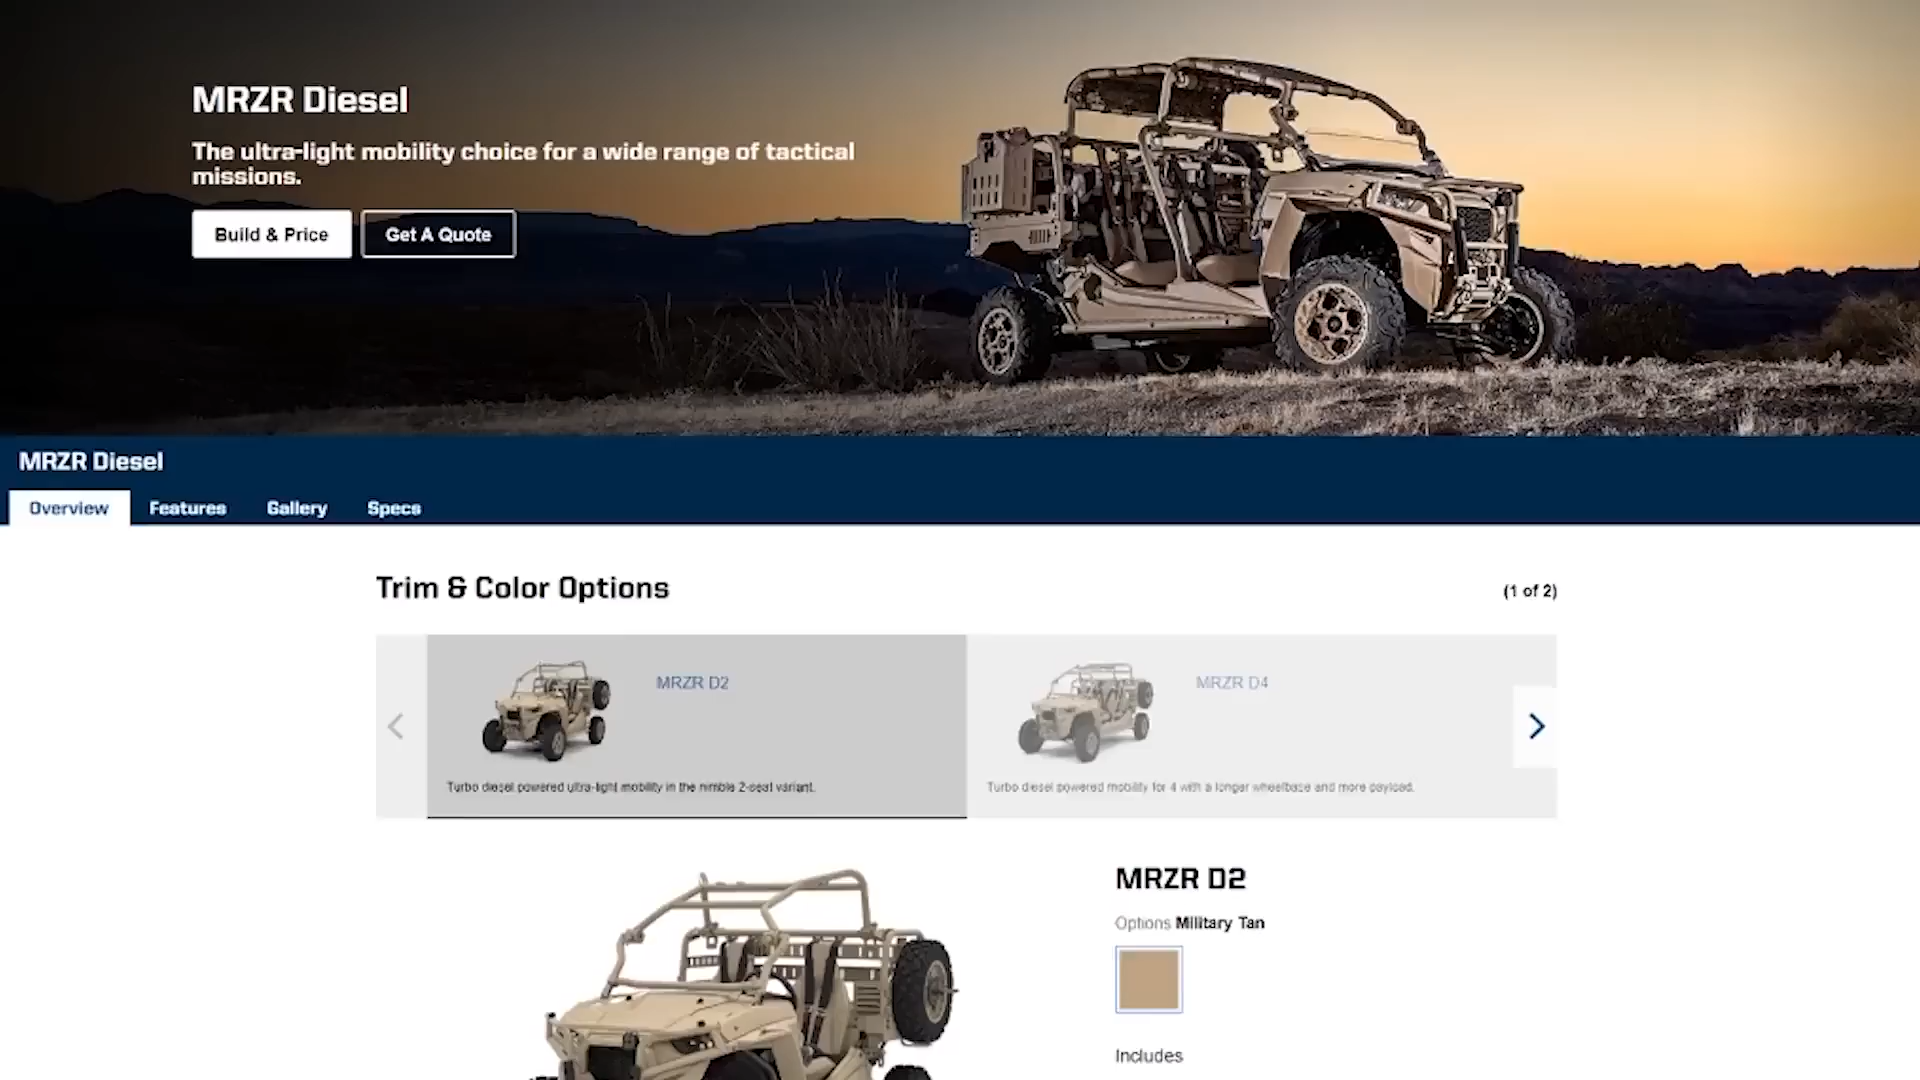 MRZR Diesel
The ultra-light mobility choice for a wide range of tactical
missions.
Build & Price
Get A Quote
MRZR Diesel
Overview
Features
Gallery
Specs
Trim & Color Options
(1 of 2)
MRZR D2
Turbo diesel powered ultra-light mobility in the nimble 2-seat variant.
MRZR D4
Turbo diesel powered mobility for 4 with a longer wheelbase and more payload.
MRZR D2
Options Military Tan
Includes